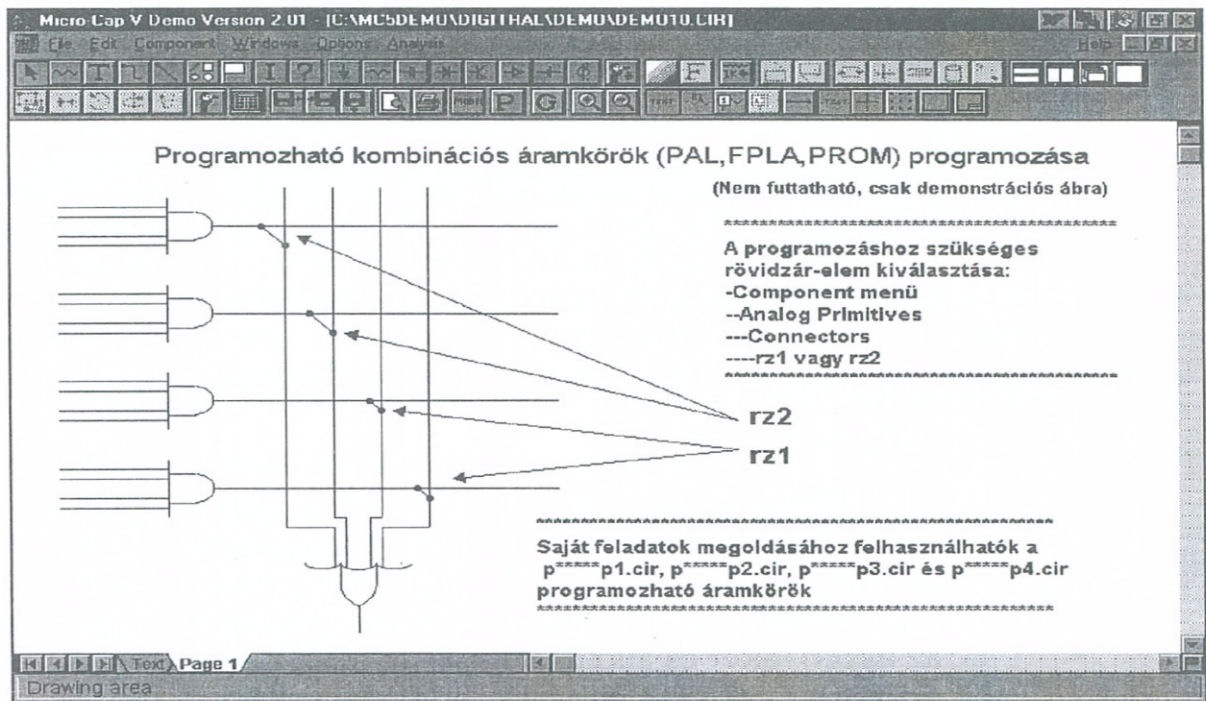 Micro-Cap V Demo Version 2.01 - [C:\MC5DEMO\DIGITHAL\DEMO\DEMO10.CIR]
File Edit Component Windows Options Analysis Help
Programozható kombinációs áramkörök (PAL,FPLA,PROM) programozása
(Nem futtatható, csak demonstrációs ábra)
A programozáshoz szükséges
rövidzár-elem kiválasztása:
-Component menü
--Analog Primitives
---Connectors
----rz1 vagy rz2
rz2
rz1
Saját feladatok megoldásához felhasználhatók a
p*****p1.cir, p*****p2.cir, p*****p3.cir és p*****p4.cir
programozható áramkörök
Text Page 1
Drawing area